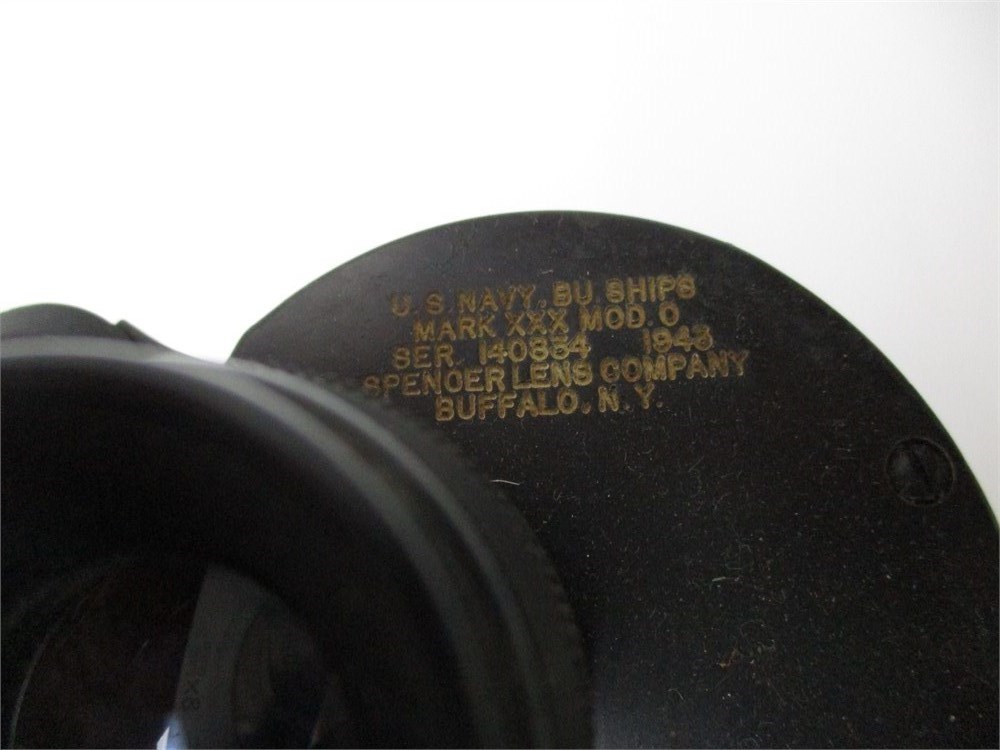 U.S. NAVY, BU. SHIPS
MARK XXX MOD. 0
SER. 140884 1943
SPENCER LENS COMPANY
BUFFALO, N.Y.